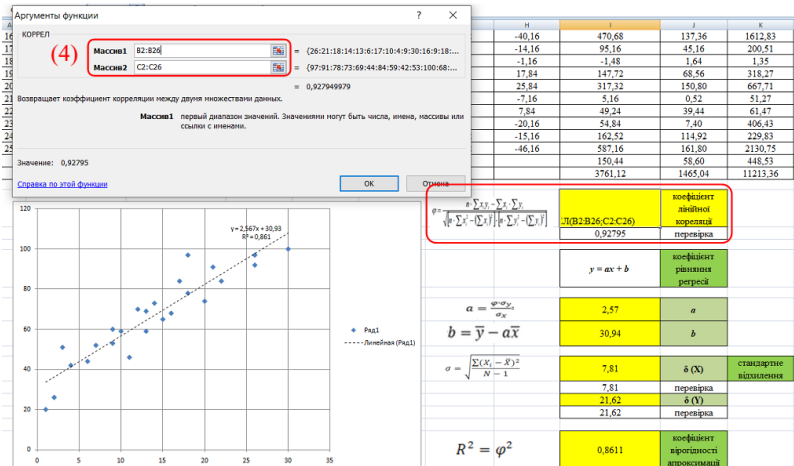 Аргументы функции ? ×
КОРРЕЛ
(4)
Массив1 B2:B26 = {26:21:18:14:13:6:17:10:4:9:30:16:9:18:...
Массив2 C2:C26 = {97:91:78:73:69:44:84:59:42:53:100:68:...
= 0,927949979
Возвращает коэффициент корреляции между двумя множествами данных.
Массив1 первый диапазон значений. Значениями могут быть числа, имена, массивы или
ссылки с именами.
Значение: 0,92795
Справка по этой функции
ОК Отмена
H I J K
-40,16 470,68 137,36 1612,83
-14,16 95,16 45,16 200,51
-1,16 -1,48 1,64 1,35
17,84 147,72 68,56 318,27
25,84 317,32 150,80 667,71
-7,16 5,16 0,52 51,27
7,84 49,24 39,44 61,47
-20,16 54,84 7,40 406,43
-15,16 162,52 114,92 229,83
-46,16 587,16 161,80 2130,75
150,44 58,60 448,53
3761,12 1465,04 11213,36
Л(B2:B26;C2:C26)
коефіцієнт
лінійної
кореляції
0,92795 перевірка
y = ax + b
коефіцієнт
рівняння
регресії
a = φ·σy, / σx
2,57 a
b = y̅ − ax̅
30,94 b
σ = √(∑(Xᵢ − X̅)² / N − 1)
7,81 δ (X)
стандартне
відхилення
7,81 перевірка
21,62 δ (Y)
21,62 перевірка
R² = φ²
0,8611
коефіцієнт
вірогідності
апроксимації
y = 2,567x + 30,93
R² = 0,861
120
100
80
60
40
20
0
0 5 10 15 20 25 30 35
Ряд1
Линейная (Ряд1)